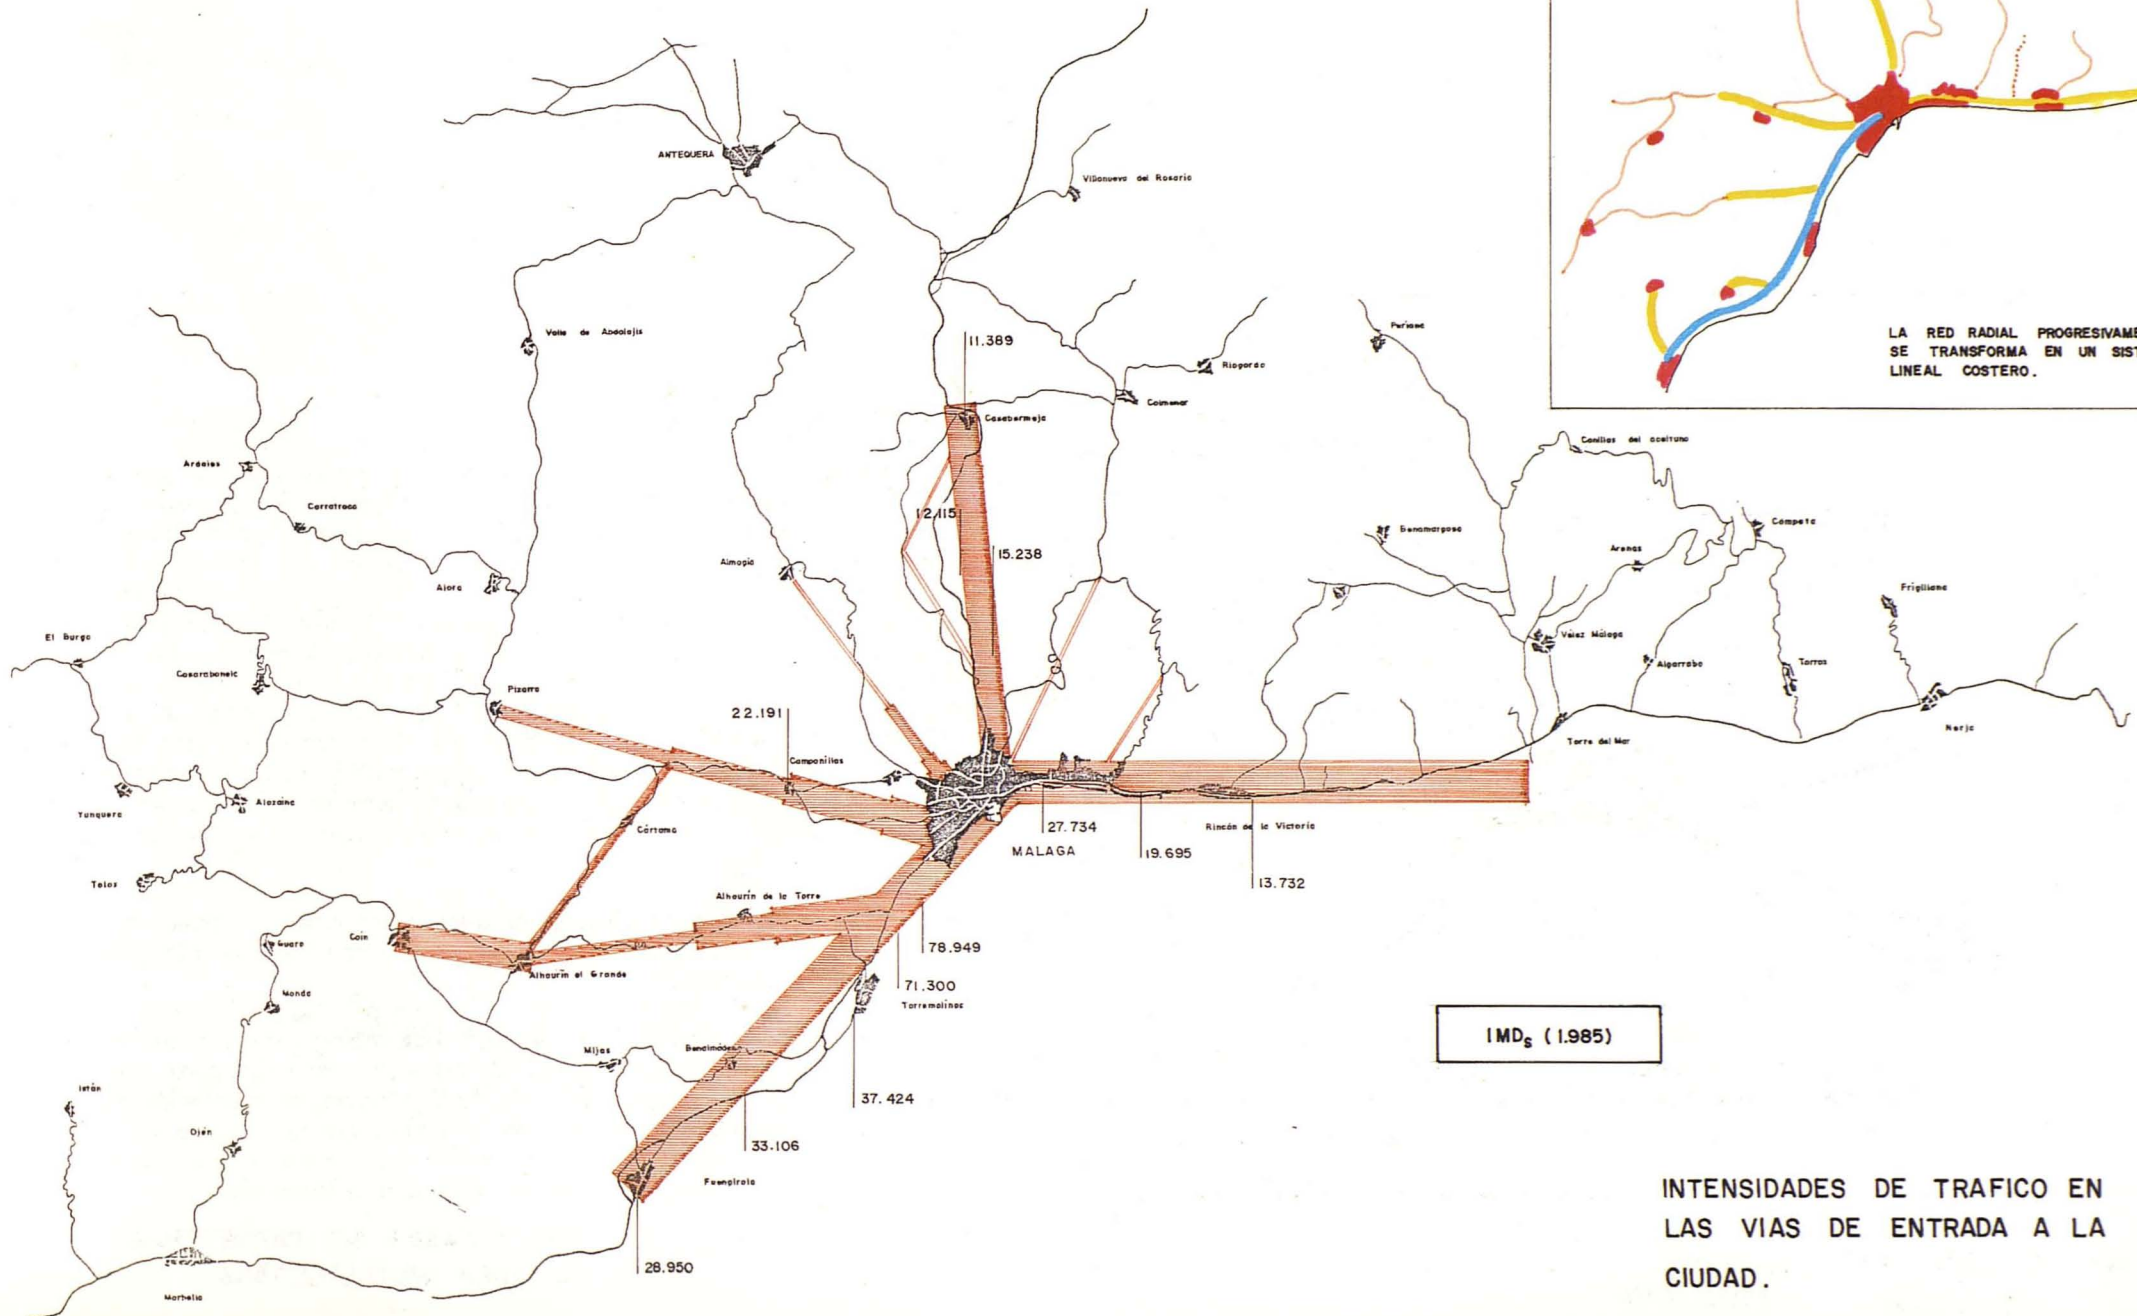 LA RED RADIAL PROGRESIVAME
SE TRANSFORMA EN UN SIST
LINEAL COSTERO.
ANTEQUERA
Villanueva del Rosario
Valle de Abdalajis
11.389
Periana
Riogordo
Colmenar
Casabermeja
Canillas del aceituno
Ardales
Carratraca
12.115
15.238
Competa
Benamargosa
Arenas
Almogia
Alora
Frigiliana
El Burgo
Vélez Málaga
Algarrobo
Torrox
Casarabonela
Pizarra
22.191
Nerja
Torre del Mar
Campanillas
Yunquera
Alozaina
Cártama
27.734
Rincón de la Victoria
MALAGA
19.695
Tolox
13.732
Alhaurín de la Torre
Guaro
Coin
78.949
Alhaurín el Grande
71.300
Monda
Torremolinos
IMDs (1.985)
Mijas
Benalmádena
Istán
37.424
Ojén
33.106
Fuengirola
28.950
Marbella
INTENSIDADES DE TRAFICO EN
LAS VIAS DE ENTRADA A LA
CIUDAD.